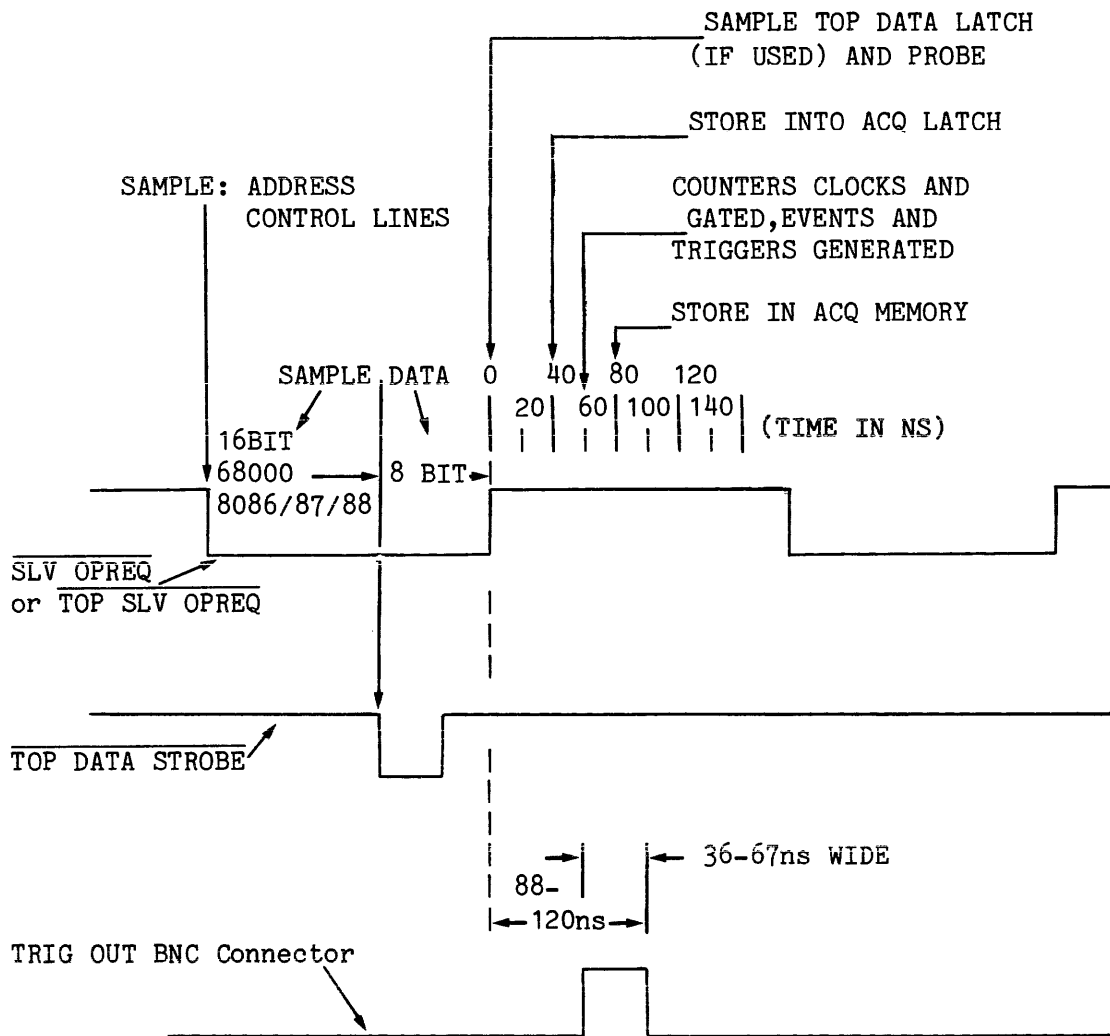 SAMPLE TOP DATA LATCH
(IF USED) AND PROBE
STORE INTO ACQ LATCH
SAMPLE: ADDRESS
CONTROL LINES
COUNTERS CLOCKS AND
GATED,EVENTS AND
TRIGGERS GENERATED
STORE IN ACQ MEMORY
SAMPLE DATA
0 40 80 120
20 60 100 140
(TIME IN NS)
16BIT
68000
8086/87/88
8 BIT
SLV OPREQ
or TOP SLV OPREQ
TOP DATA STROBE
36-67ns WIDE
88-
120ns
TRIG OUT BNC Connector